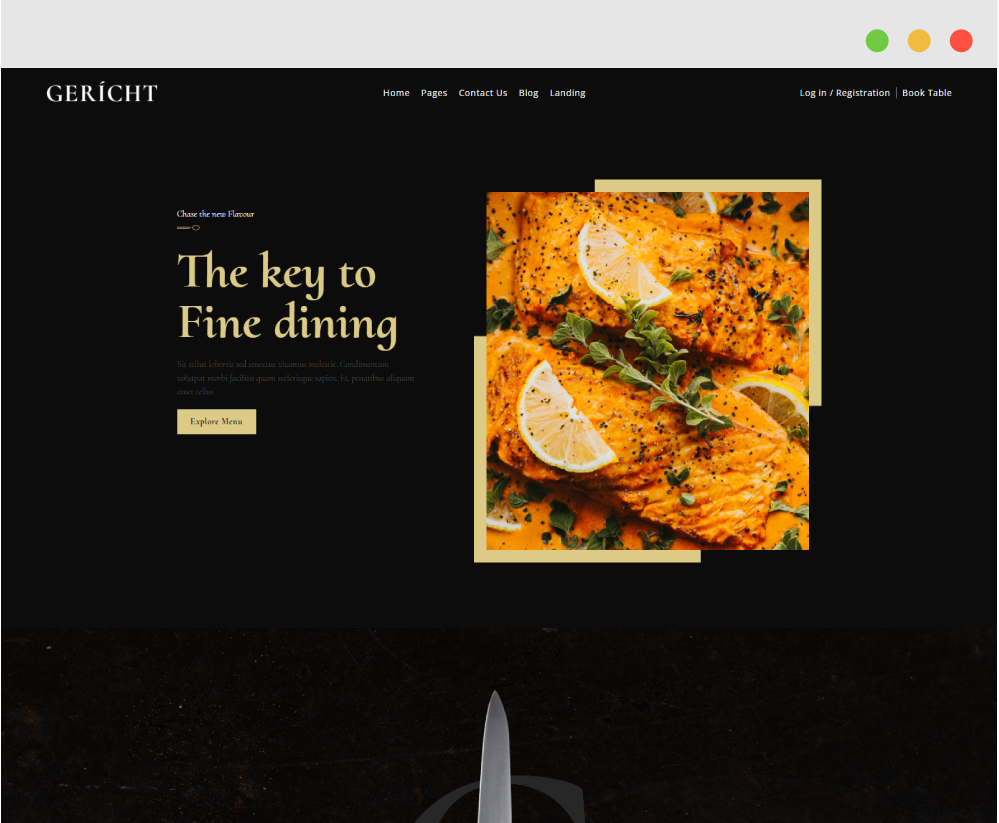 GERÍCHT
Home Pages Contact Us Blog Landing
Log in / Registration Book Table
Chase the new Flavour
The key to
Fine dining
Sit tellus lobortis sed senectus vivamus molestie. Condimentum
volutpat morbi facilisis quam scelerisque sapien. Et, penatibus aliquam
amet tellus
Explore Menu
G